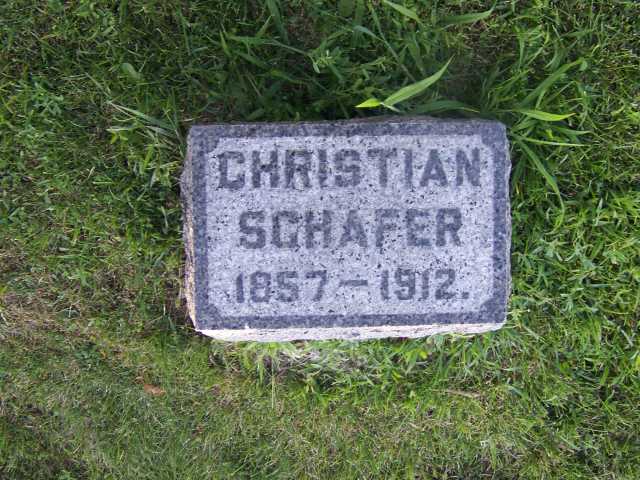 CHRISTIAN
SCHAFER
1857-1912.